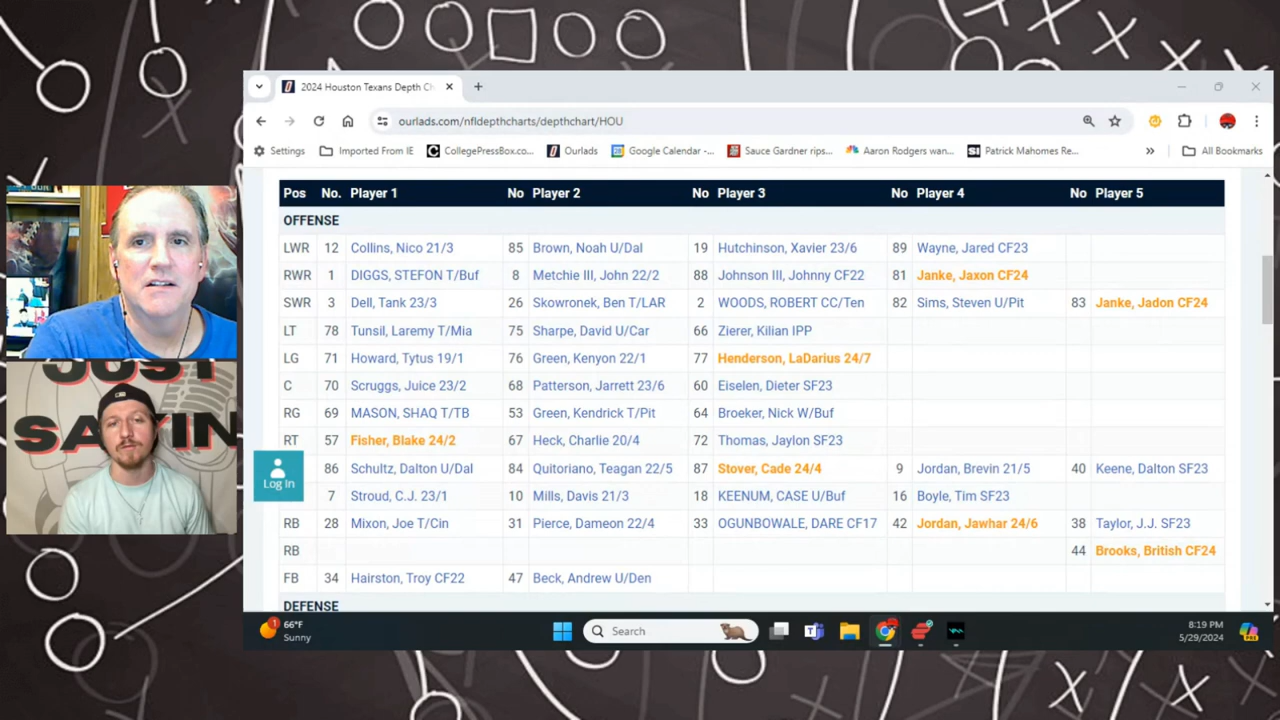 2024 Houston Texans Depth Ch
ourlads.com/nfldepthcharts/depthchart/HOU
Settings Imported From IE CollegePressBox.co... Ourlads Google Calendar -... Sauce Gardner rips... Aaron Rodgers wan... Patrick Mahomes Re... » All Bookmarks
Pos No. Player 1 No Player 2 No Player 3 No Player 4 No Player 5
OFFENSE
LWR 12 Collins, Nico 21/3 85 Brown, Noah U/Dal 19 Hutchinson, Xavier 23/6 89 Wayne, Jared CF23
RWR 1 DIGGS, STEFON T/Buf 8 Metchie III, John 22/2 88 Johnson III, Johnny CF22 81 Janke, Jaxon CF24
SWR 3 Dell, Tank 23/3 26 Skowronek, Ben T/LAR 2 WOODS, ROBERT CC/Ten 82 Sims, Steven U/Pit 83 Janke, Jadon CF24
LT 78 Tunsil, Laremy T/Mia 75 Sharpe, David U/Car 66 Zierer, Kilian IPP
LG 71 Howard, Tytus 19/1 76 Green, Kenyon 22/1 77 Henderson, LaDarius 24/7
C 70 Scruggs, Juice 23/2 68 Patterson, Jarrett 23/6 60 Eiselen, Dieter SF23
RG 69 MASON, SHAQ T/TB 53 Green, Kendrick T/Pit 64 Broeker, Nick W/Buf
RT 57 Fisher, Blake 24/2 67 Heck, Charlie 20/4 72 Thomas, Jaylon SF23
86 Schultz, Dalton U/Dal 84 Quitoriano, Teagan 22/5 87 Stover, Cade 24/4 9 Jordan, Brevin 21/5 40 Keene, Dalton SF23
7 Stroud, C.J. 23/1 10 Mills, Davis 21/3 18 KEENUM, CASE U/Buf 16 Boyle, Tim SF23
RB 28 Mixon, Joe T/Cin 31 Pierce, Dameon 22/4 33 OGUNBOWALE, DARE CF17 42 Jordan, Jawhar 24/6 38 Taylor, J.J. SF23
RB 44 Brooks, British CF24
FB 34 Hairston, Troy CF22 47 Beck, Andrew U/Den
DEFENSE
Log In
JUST
SAYIN
1 66°F
Sunny
Search
8:19 PM
5/29/2024